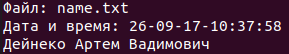 Файл: name.txt
Дата и время: 26-09-17-10:37:58
Дейнеко Артем Вадимович